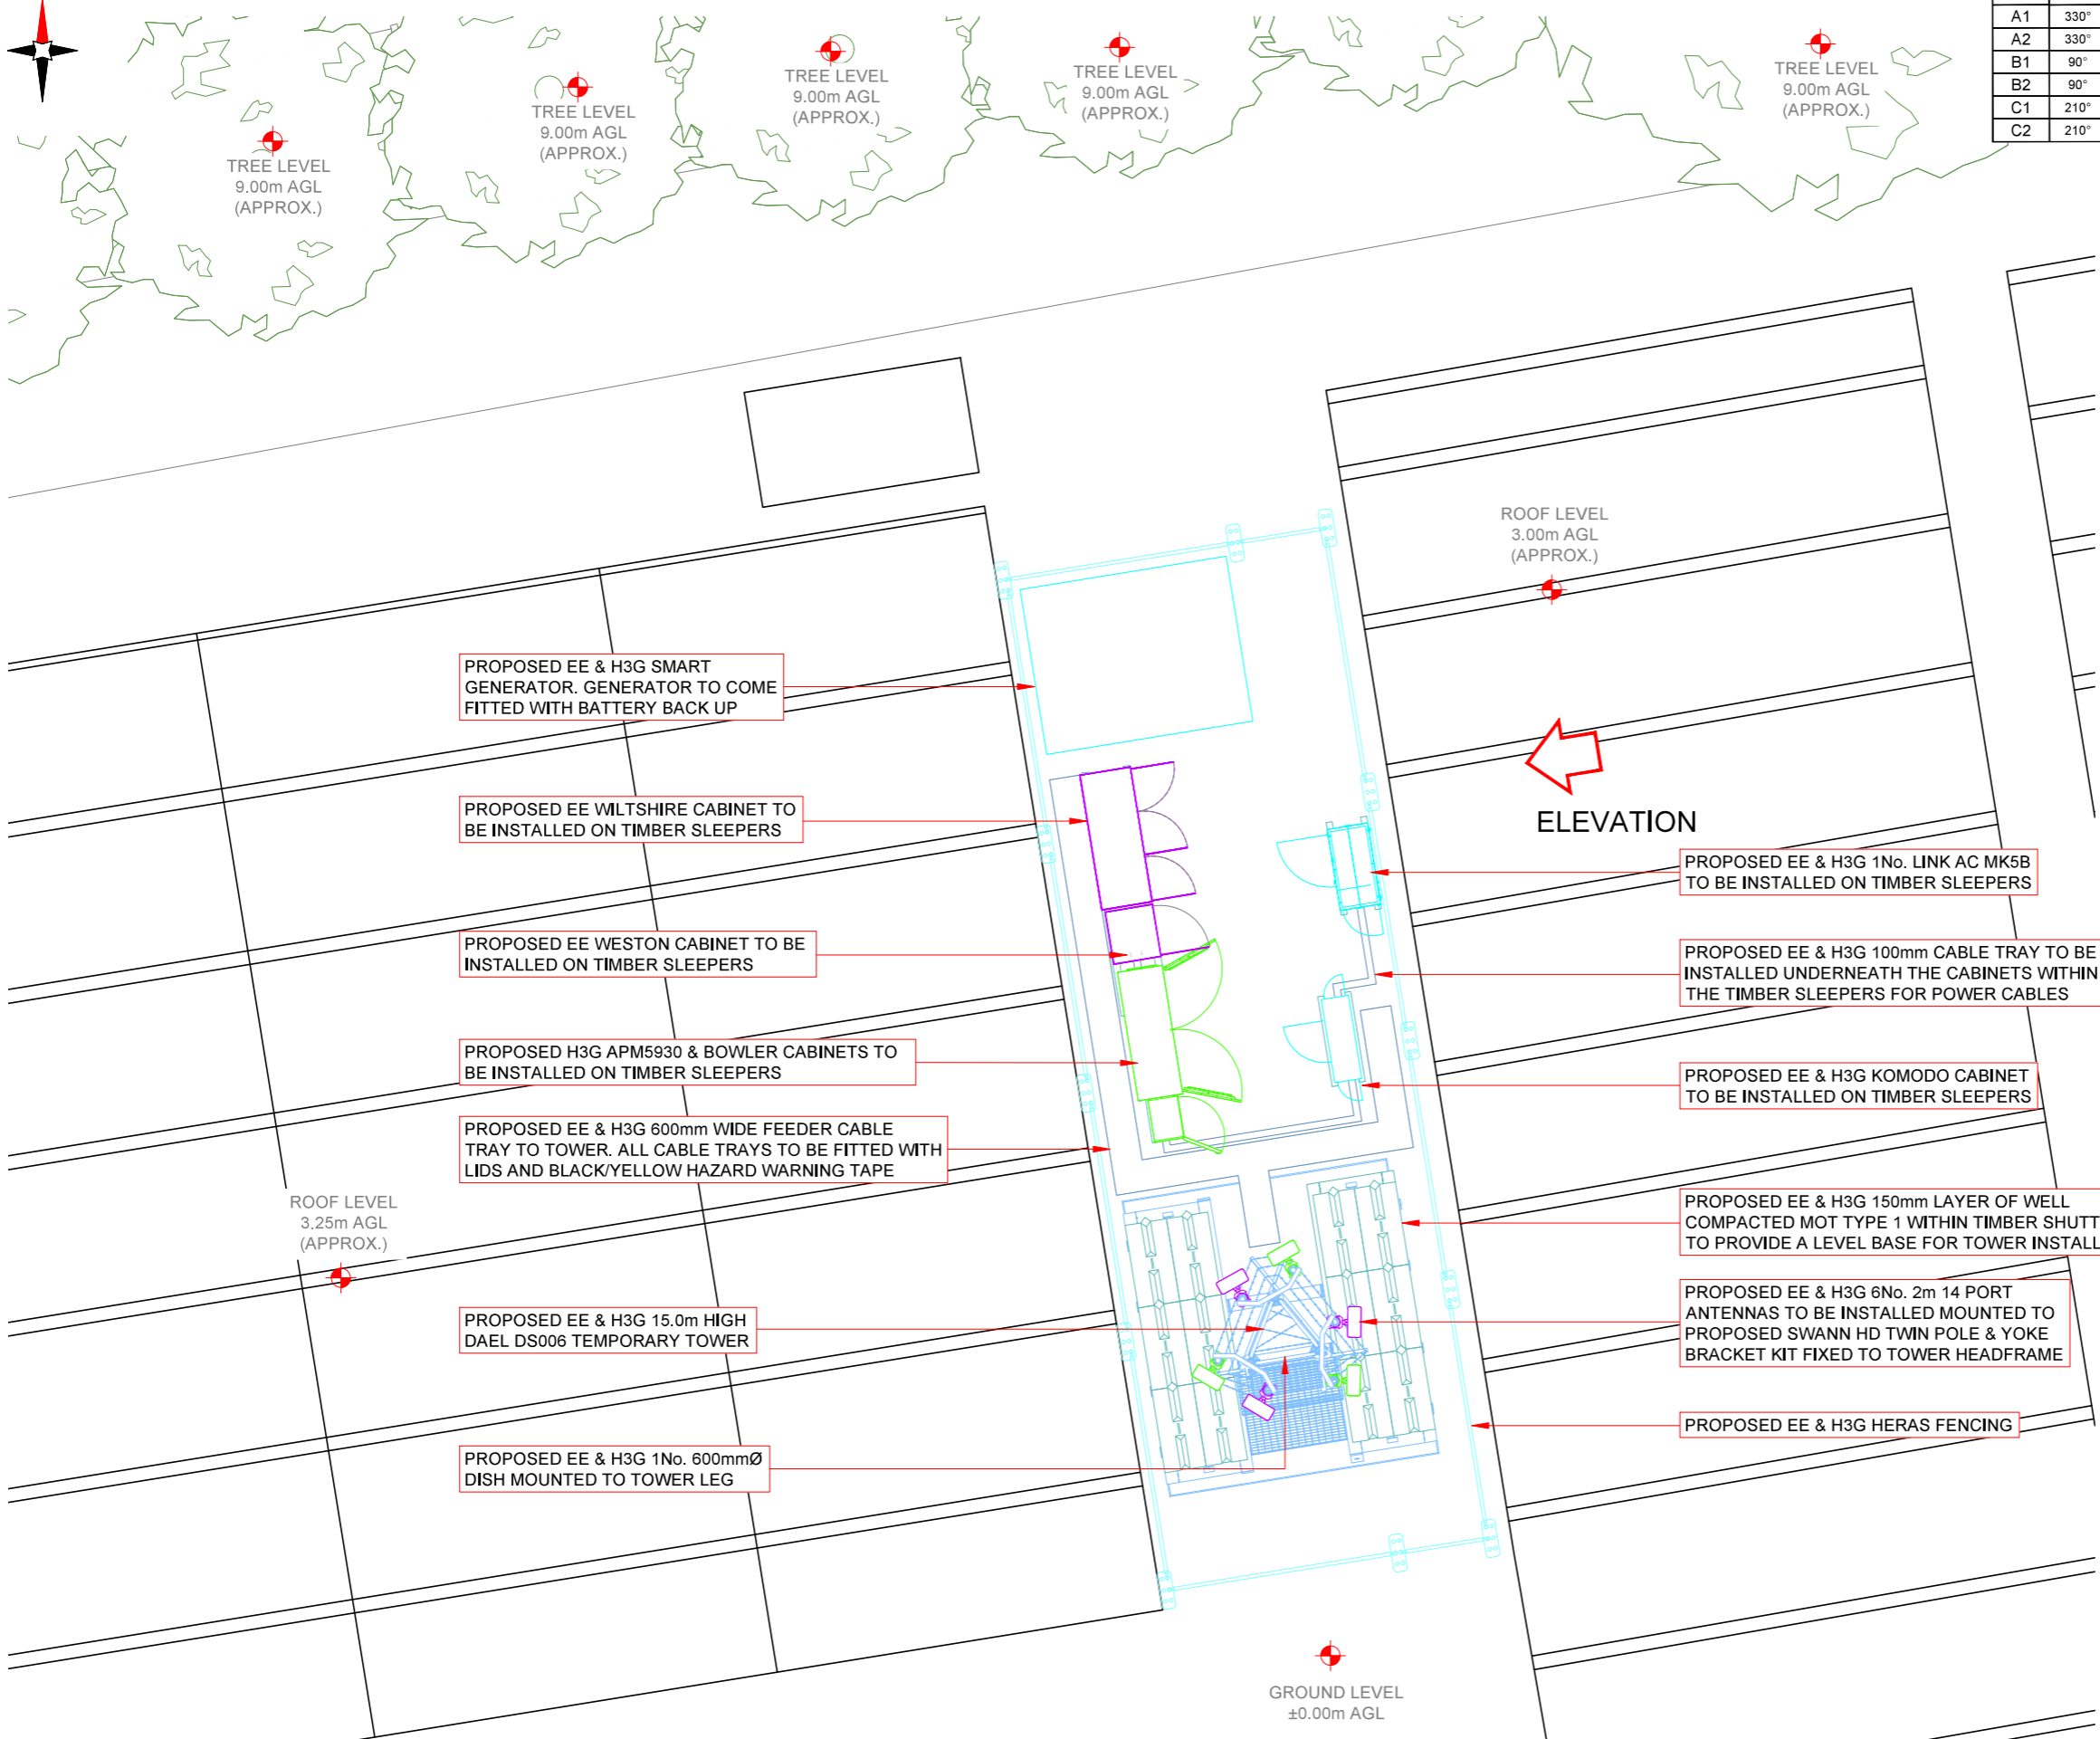 A1 330°
A2 330°
B1 90°
B2 90°
C1 210°
C2 210°
TREE LEVEL
9.00m AGL
(APPROX.)
TREE LEVEL
9.00m AGL
(APPROX.)
TREE LEVEL
9.00m AGL
(APPROX.)
TREE LEVEL
9.00m AGL
(APPROX.)
TREE LEVEL
9.00m AGL
(APPROX.)
ROOF LEVEL
3.00m AGL
(APPROX.)
PROPOSED EE & H3G SMART
GENERATOR. GENERATOR TO COME
FITTED WITH BATTERY BACK UP
PROPOSED EE WILTSHIRE CABINET TO
BE INSTALLED ON TIMBER SLEEPERS
PROPOSED EE WESTON CABINET TO BE
INSTALLED ON TIMBER SLEEPERS
PROPOSED H3G APM5930 & BOWLER CABINETS TO
BE INSTALLED ON TIMBER SLEEPERS
PROPOSED EE & H3G 600mm WIDE FEEDER CABLE
TRAY TO TOWER. ALL CABLE TRAYS TO BE FITTED WITH
LIDS AND BLACK/YELLOW HAZARD WARNING TAPE
ROOF LEVEL
3.25m AGL
(APPROX.)
PROPOSED EE & H3G 15.0m HIGH
DAEL DS006 TEMPORARY TOWER
PROPOSED EE & H3G 1No. 600mmØ
DISH MOUNTED TO TOWER LEG
ELEVATION
PROPOSED EE & H3G 1No. LINK AC MK5B
TO BE INSTALLED ON TIMBER SLEEPERS
PROPOSED EE & H3G 100mm CABLE TRAY TO BE
INSTALLED UNDERNEATH THE CABINETS WITHIN
THE TIMBER SLEEPERS FOR POWER CABLES
PROPOSED EE & H3G KOMODO CABINET
TO BE INSTALLED ON TIMBER SLEEPERS
PROPOSED EE & H3G 150mm LAYER OF WELL
COMPACTED MOT TYPE 1 WITHIN TIMBER SHUTT
TO PROVIDE A LEVEL BASE FOR TOWER INSTALL
PROPOSED EE & H3G 6No. 2m 14 PORT
ANTENNAS TO BE INSTALLED MOUNTED TO
PROPOSED SWANN HD TWIN POLE & YOKE
BRACKET KIT FIXED TO TOWER HEADFRAME
PROPOSED EE & H3G HERAS FENCING
GROUND LEVEL
±0.00m AGL